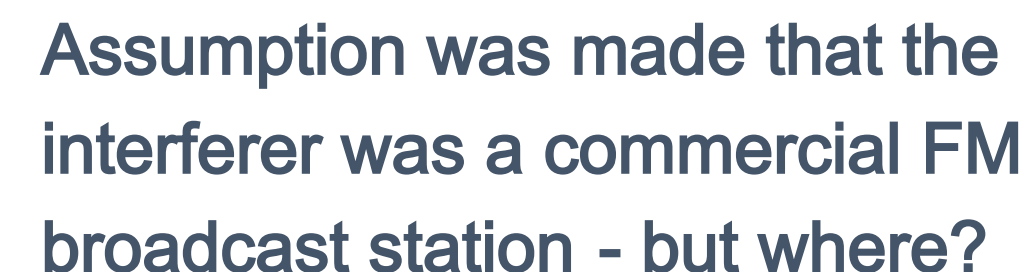 Assumption was made that the
interferer was a commercial FM
broadcast station - but where?